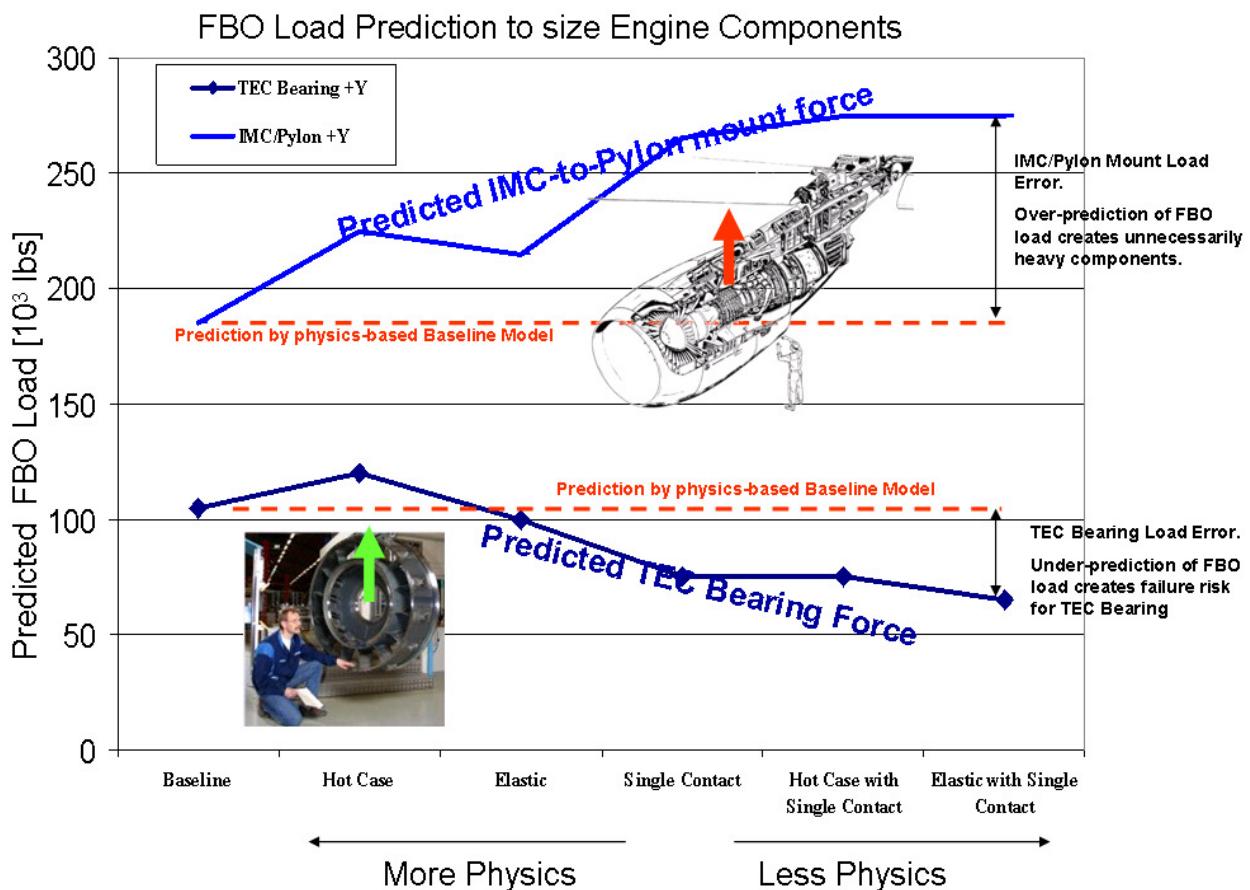 FBO Load Prediction to size Engine Components
Predicted FBO Load [10³ lbs]
300
250
200
150
100
50
0
TEC Bearing +Y
IMC/Pylon +Y
Predicted IMC-to-Pylon mount force
IMC/Pylon Mount Load
Error.
Over-prediction of FBO
load creates unnecessarily
heavy components.
Prediction by physics-based Baseline Model
Prediction by physics-based Baseline Model
Predicted TEC Bearing Force
TEC Bearing Load Error.
Under-prediction of FBO
load creates failure risk
for TEC Bearing
Baseline
Hot Case
Elastic
Single Contact
Hot Case with
Single Contact
Elastic with Single
Contact
More Physics
Less Physics